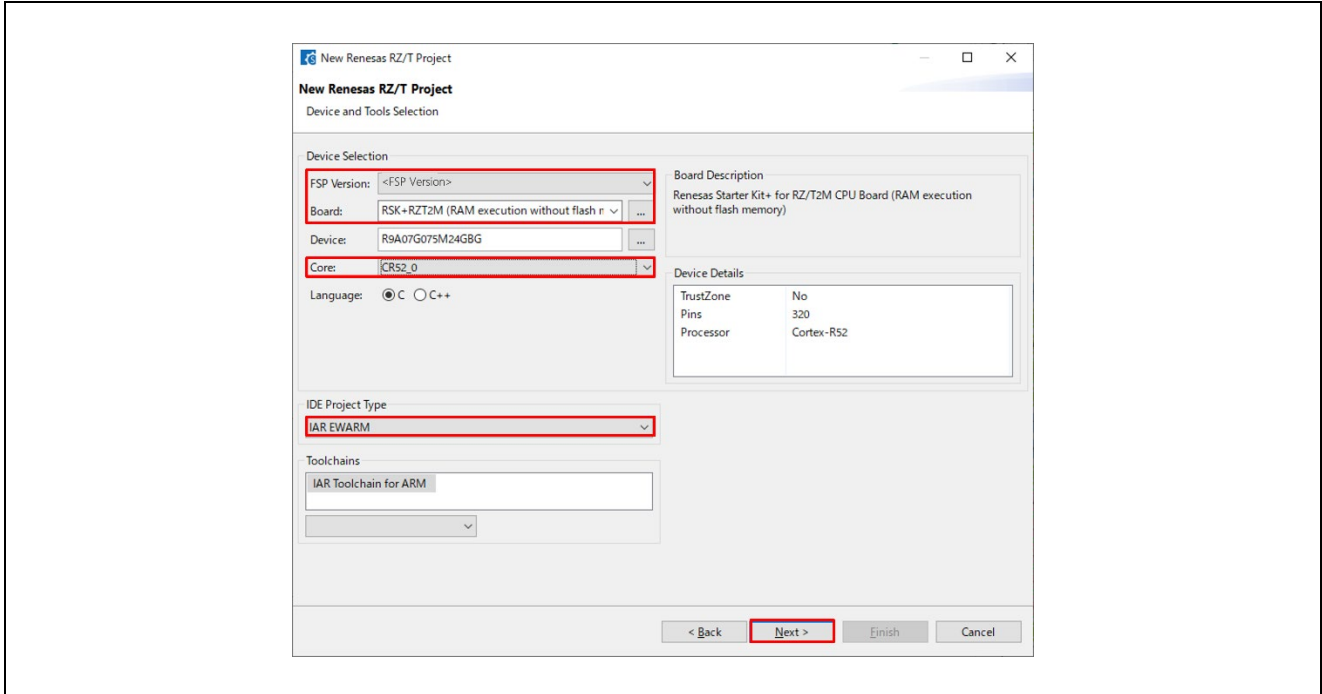 New Renesas RZ/T Project
New Renesas RZ/T Project
Device and Tools Selection
Device Selection
FSP Version: <FSP Version>
Board: RSK+RZT2M (RAM execution without flash r ...
Device: R9A07G075M24GBG ...
Core: CR52_0
Language: C C++
Board Description
Renesas Starter Kit+ for RZ/T2M CPU Board (RAM execution
without flash memory)
Device Details
TrustZone No
Pins 320
Processor Cortex-R52
IDE Project Type
IAR EWARM
Toolchains
IAR Toolchain for ARM
< Back Next > Finish Cancel